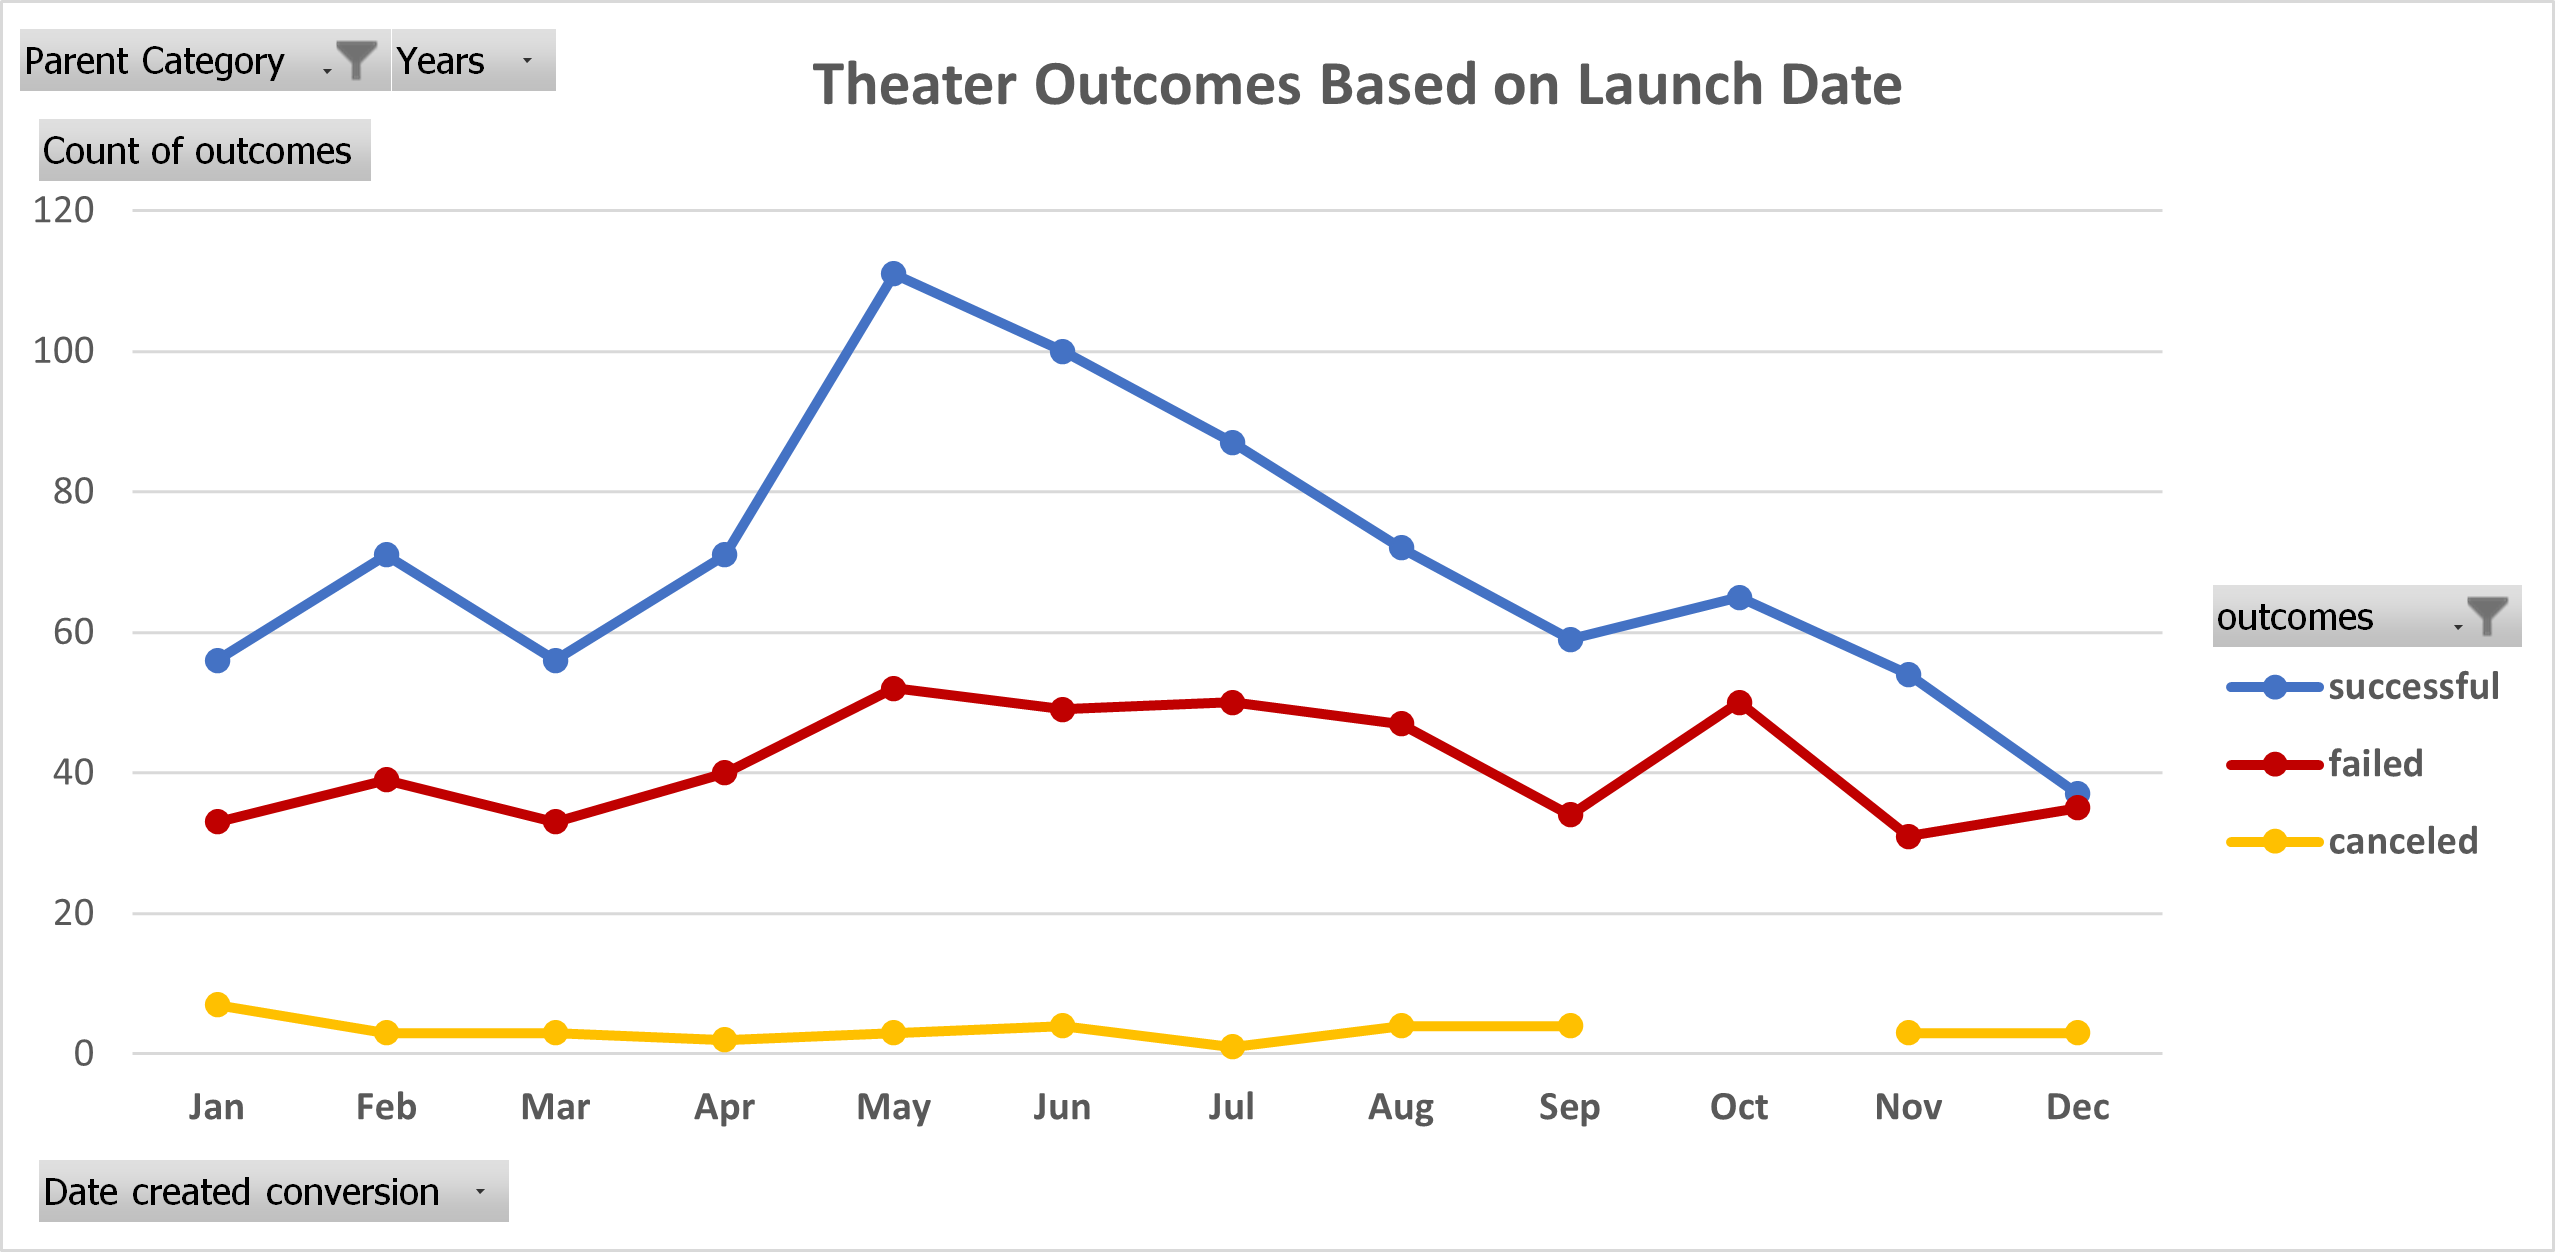 Parent Category Years
Theater Outcomes Based on Launch Date
Count of outcomes
120
100
80
60
40
20
0
Jan Feb Mar Apr May Jun Jul Aug Sep Oct Nov Dec
outcomes
successful
failed
canceled
Date created conversion